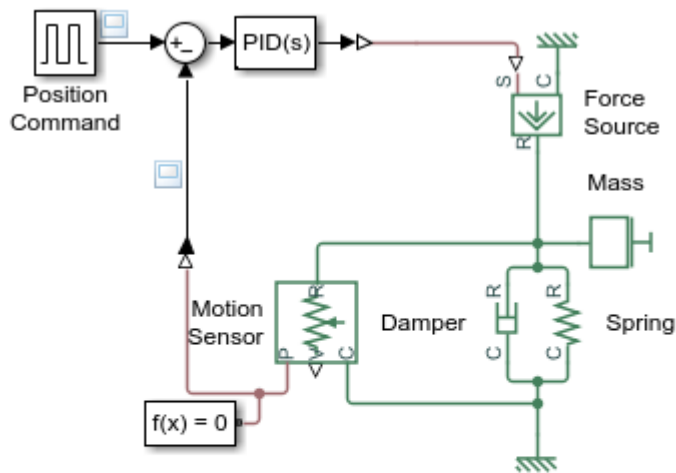 +
−
PID(s)
Position
Command
S
C
R
Force
Source
Mass
Motion
Sensor
R
P
V
C
Damper
R
C
R
C
Spring
f(x) = 0